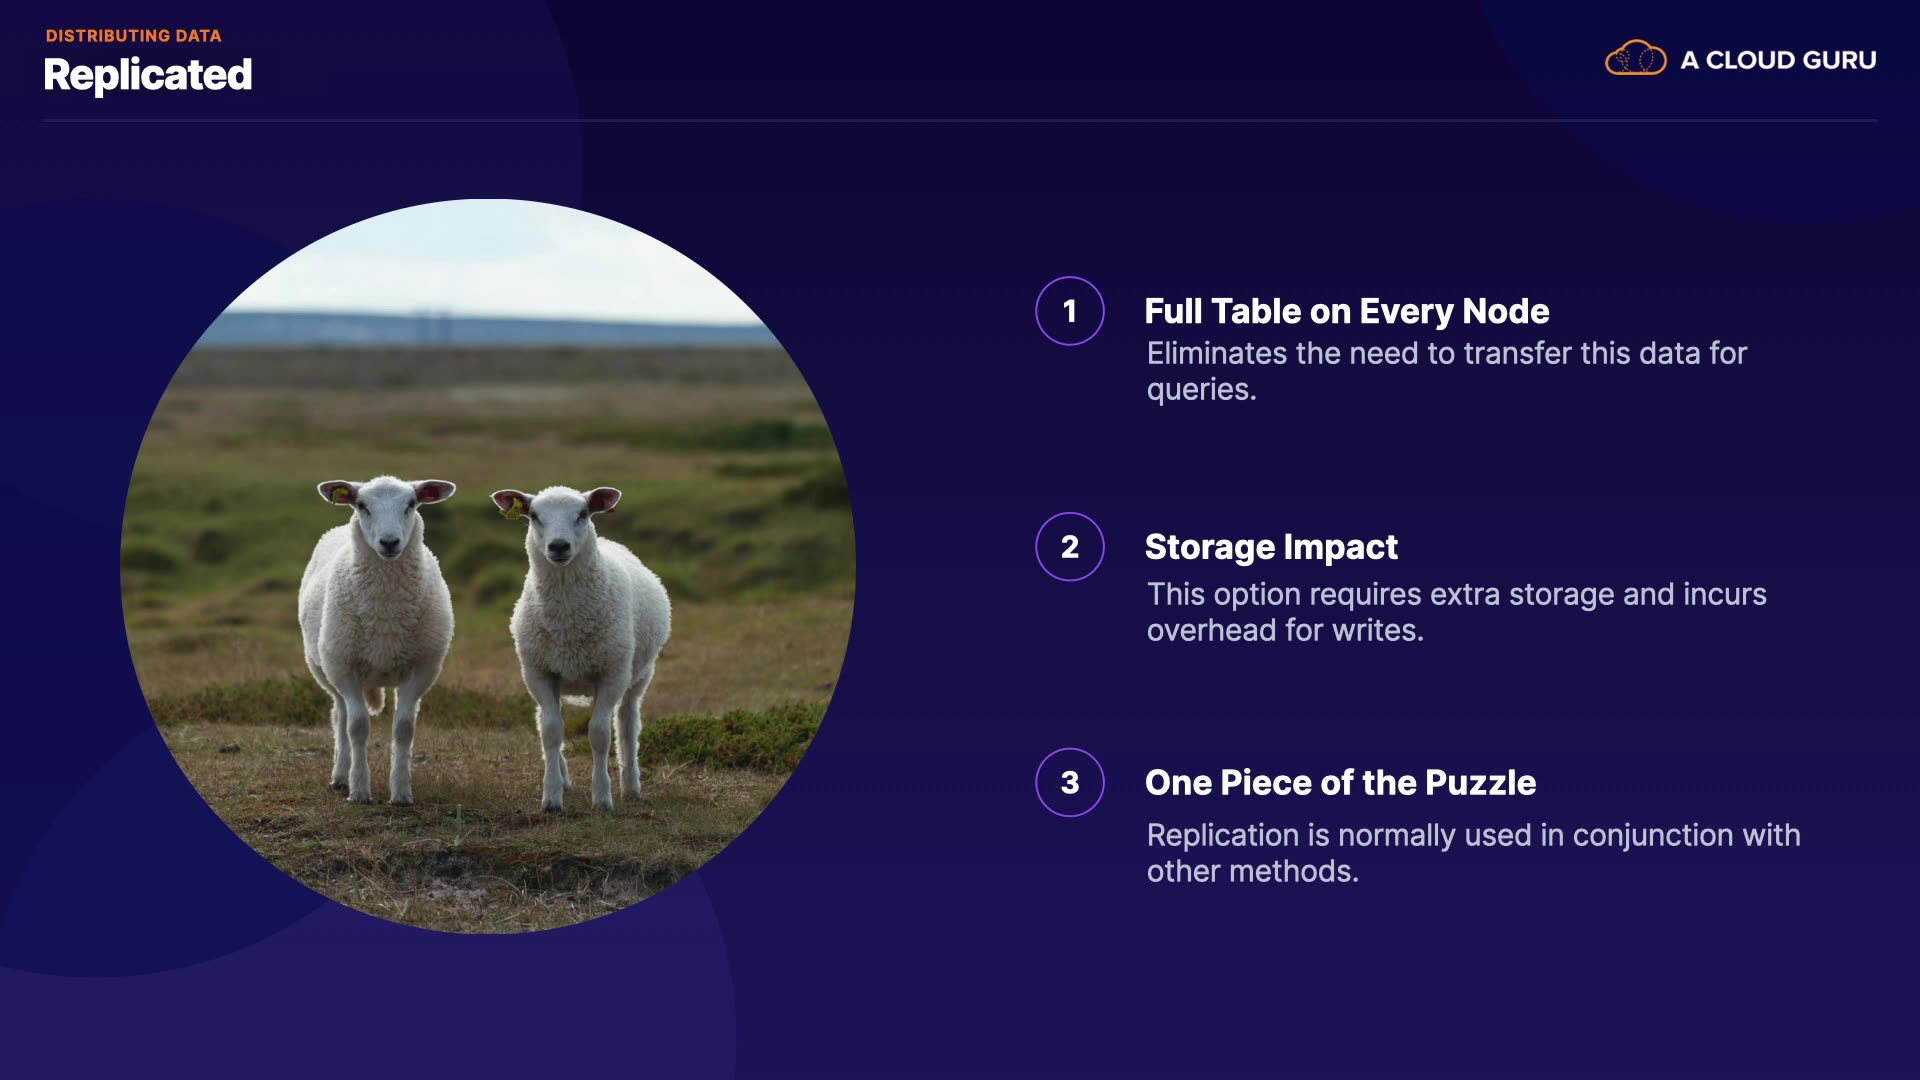 DISTRIBUTING DATA
Replicated
A CLOUD GURU
1
Full Table on Every Node
Eliminates the need to transfer this data for
queries.
2
Storage Impact
This option requires extra storage and incurs
overhead for writes.
3
One Piece of the Puzzle
Replication is normally used in conjunction with
other methods.